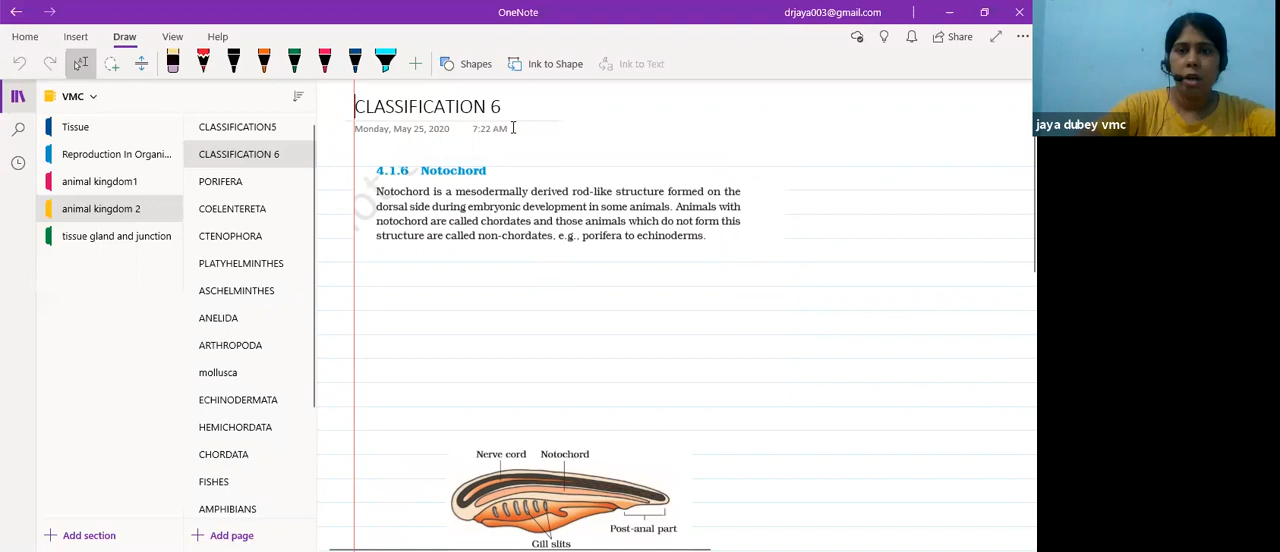 OneNote
drjaya003@gmail.com
Home
Insert
Draw
View
Help
Share
Shapes
Ink to Shape
Ink to Text
VMC
Tissue
Reproduction In Organi...
animal kingdom1
animal kingdom 2
tissue gland and junction
Add section
CLASSIFICATION5
CLASSIFICATION 6
PORIFERA
COELENTERETA
CTENOPHORA
PLATYHELMINTHES
ASCHELMINTHES
ANELIDA
ARTHROPODA
mollusca
ECHINODERMATA
HEMICHORDATA
CHORDATA
FISHES
AMPHIBIANS
Add page
CLASSIFICATION 6
Monday, May 25, 2020 7:22 AM
4.1.6 Notochord
Notochord is a mesodermally derived rod-like structure formed on the
dorsal side during embryonic development in some animals. Animals with
notochord are called chordates and those animals which do not form this
structure are called non-chordates, e.g., porifera to echinoderms.
Nerve cord Notochord
Post-anal part
Gill slits
jaya dubey vmc